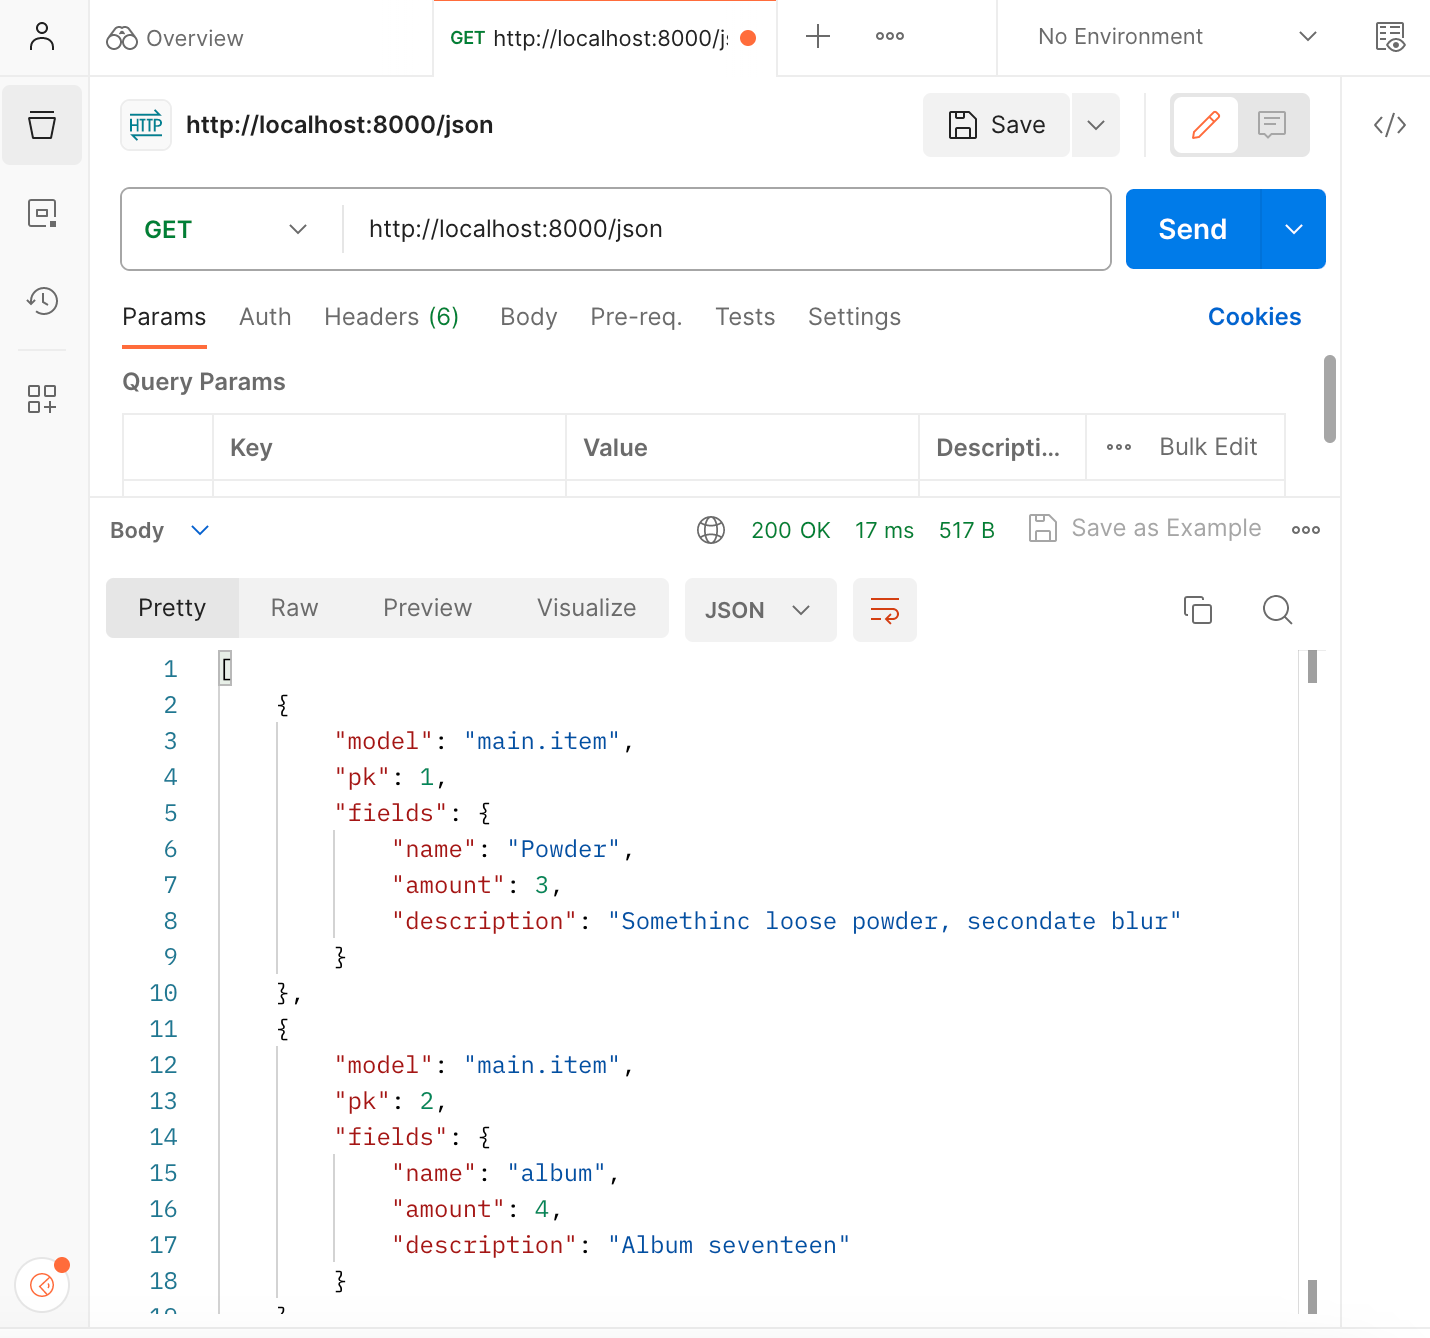 Overview
GET http://localhost:8000/j
No Environment
HTTP http://localhost:8000/json
Save
GET http://localhost:8000/json
Send
Params Auth Headers (6) Body Pre-req. Tests Settings Cookies
Query Params
Key Value Descripti... Bulk Edit
Body 200 OK 17 ms 517 B Save as Example
Pretty Raw Preview Visualize JSON
1 [
2 {
3 "model": "main.item",
4 "pk": 1,
5 "fields": {
6 "name": "Powder",
7 "amount": 3,
8 "description": "Somethinc loose powder, secondate blur"
9 }
10 },
11 {
12 "model": "main.item",
13 "pk": 2,
14 "fields": {
15 "name": "album",
16 "amount": 4,
17 "description": "Album seventeen"
18 }